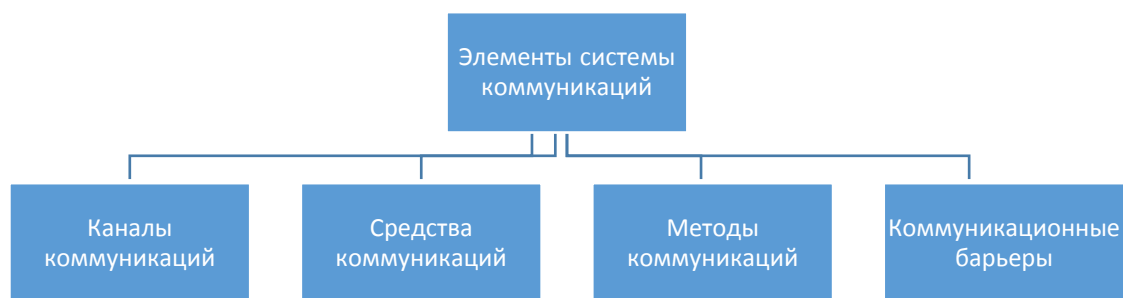 Элементы системы
коммуникаций
Каналы
коммуникаций
Средства
коммуникаций
Методы
коммуникаций
Коммуникационные
барьеры